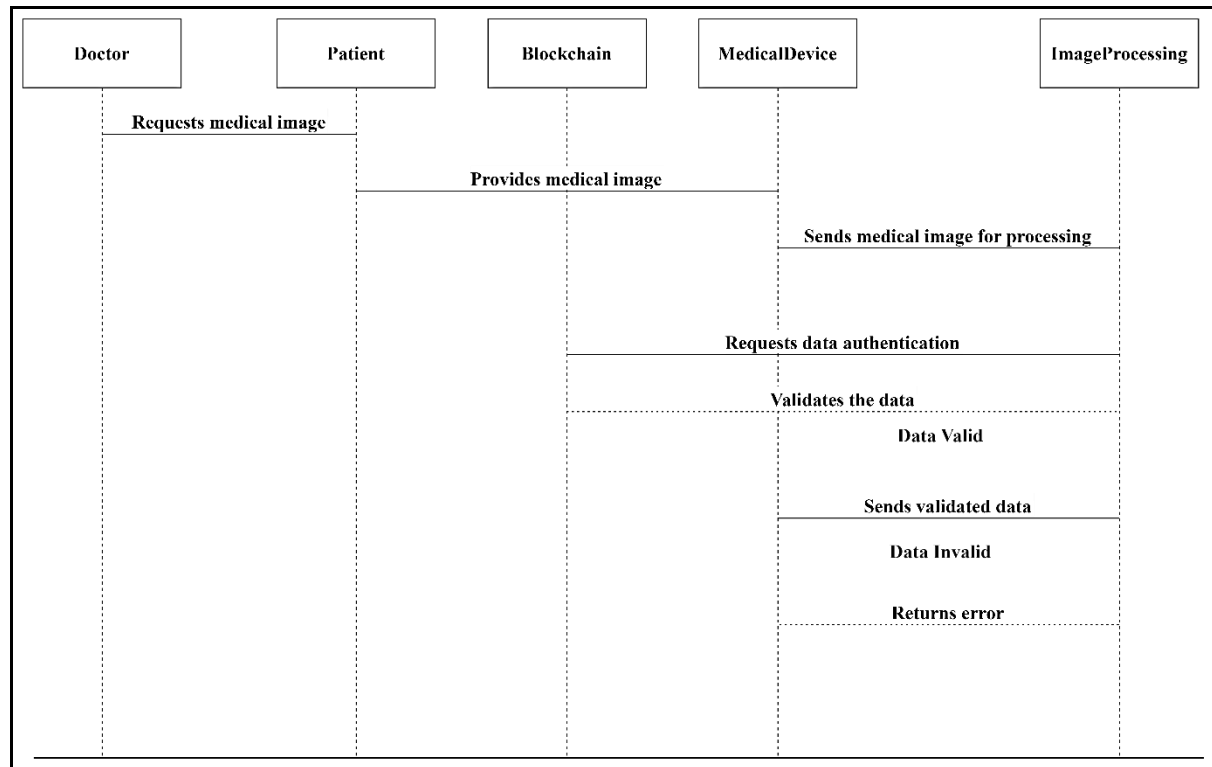 Doctor
Patient
Blockchain
MedicalDevice
ImageProcessing
Requests medical image
Provides medical image
Sends medical image for processing
Requests data authentication
Validates the data
Data Valid
Sends validated data
Data Invalid
Returns error